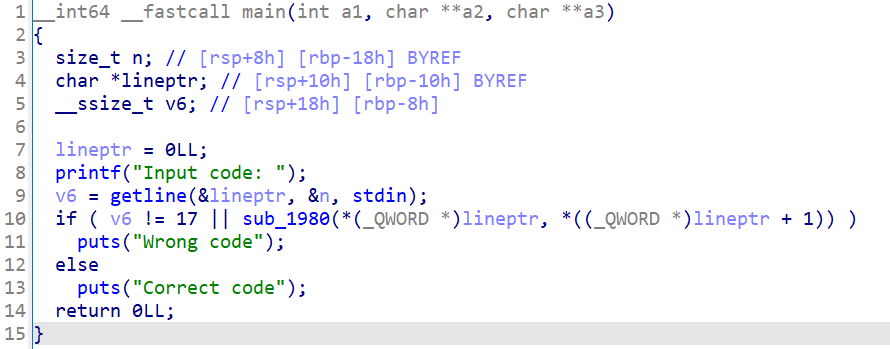 1 __int64 __fastcall main(int a1, char **a2, char **a3)
2 {
3   size_t n; // [rsp+8h] [rbp-18h] BYREF
4   char *lineptr; // [rsp+10h] [rbp-10h] BYREF
5   __ssize_t v6; // [rsp+18h] [rbp-8h]
6
7   lineptr = 0LL;
8   printf("Input code: ");
9   v6 = getline(&lineptr, &n, stdin);
10   if ( v6 != 17 || sub_1980(*(_QWORD *)lineptr, *((_QWORD *)lineptr + 1)) )
11     puts("Wrong code");
12   else
13     puts("Correct code");
14   return 0LL;
15 }